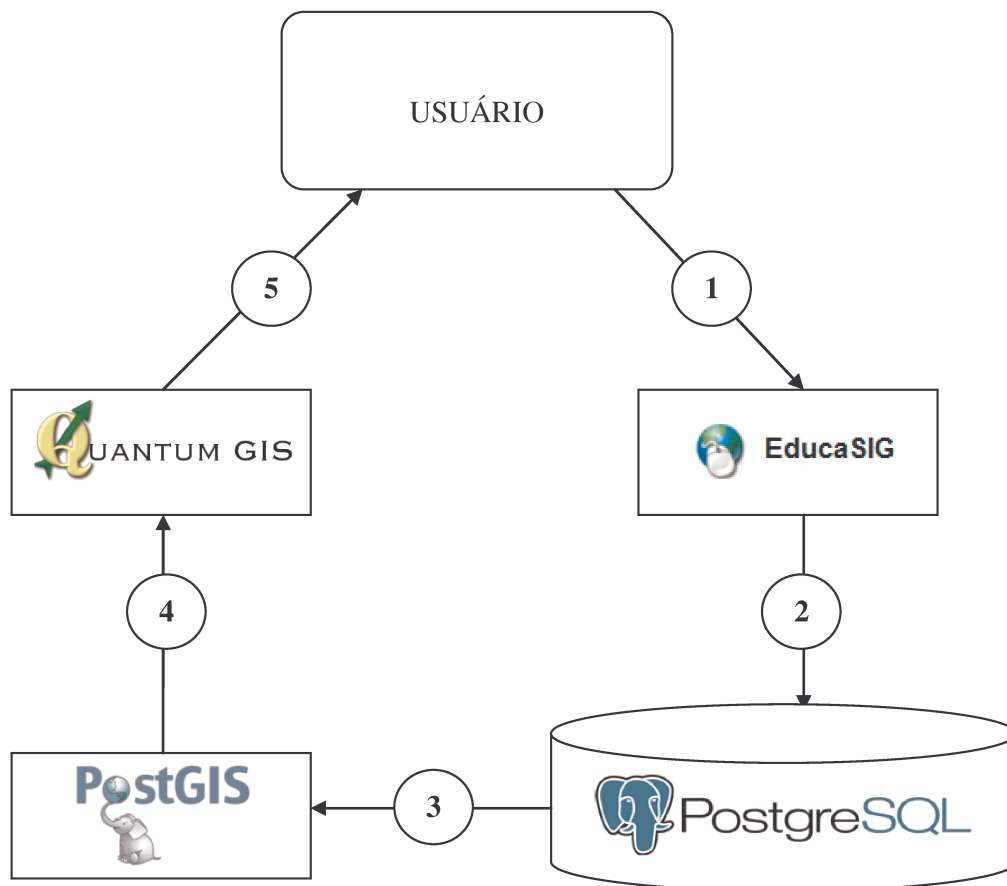 USUÁRIO
5
1
QUANTUM GIS
EducaSIG
4
2
PostGIS
3
PostgreSQL